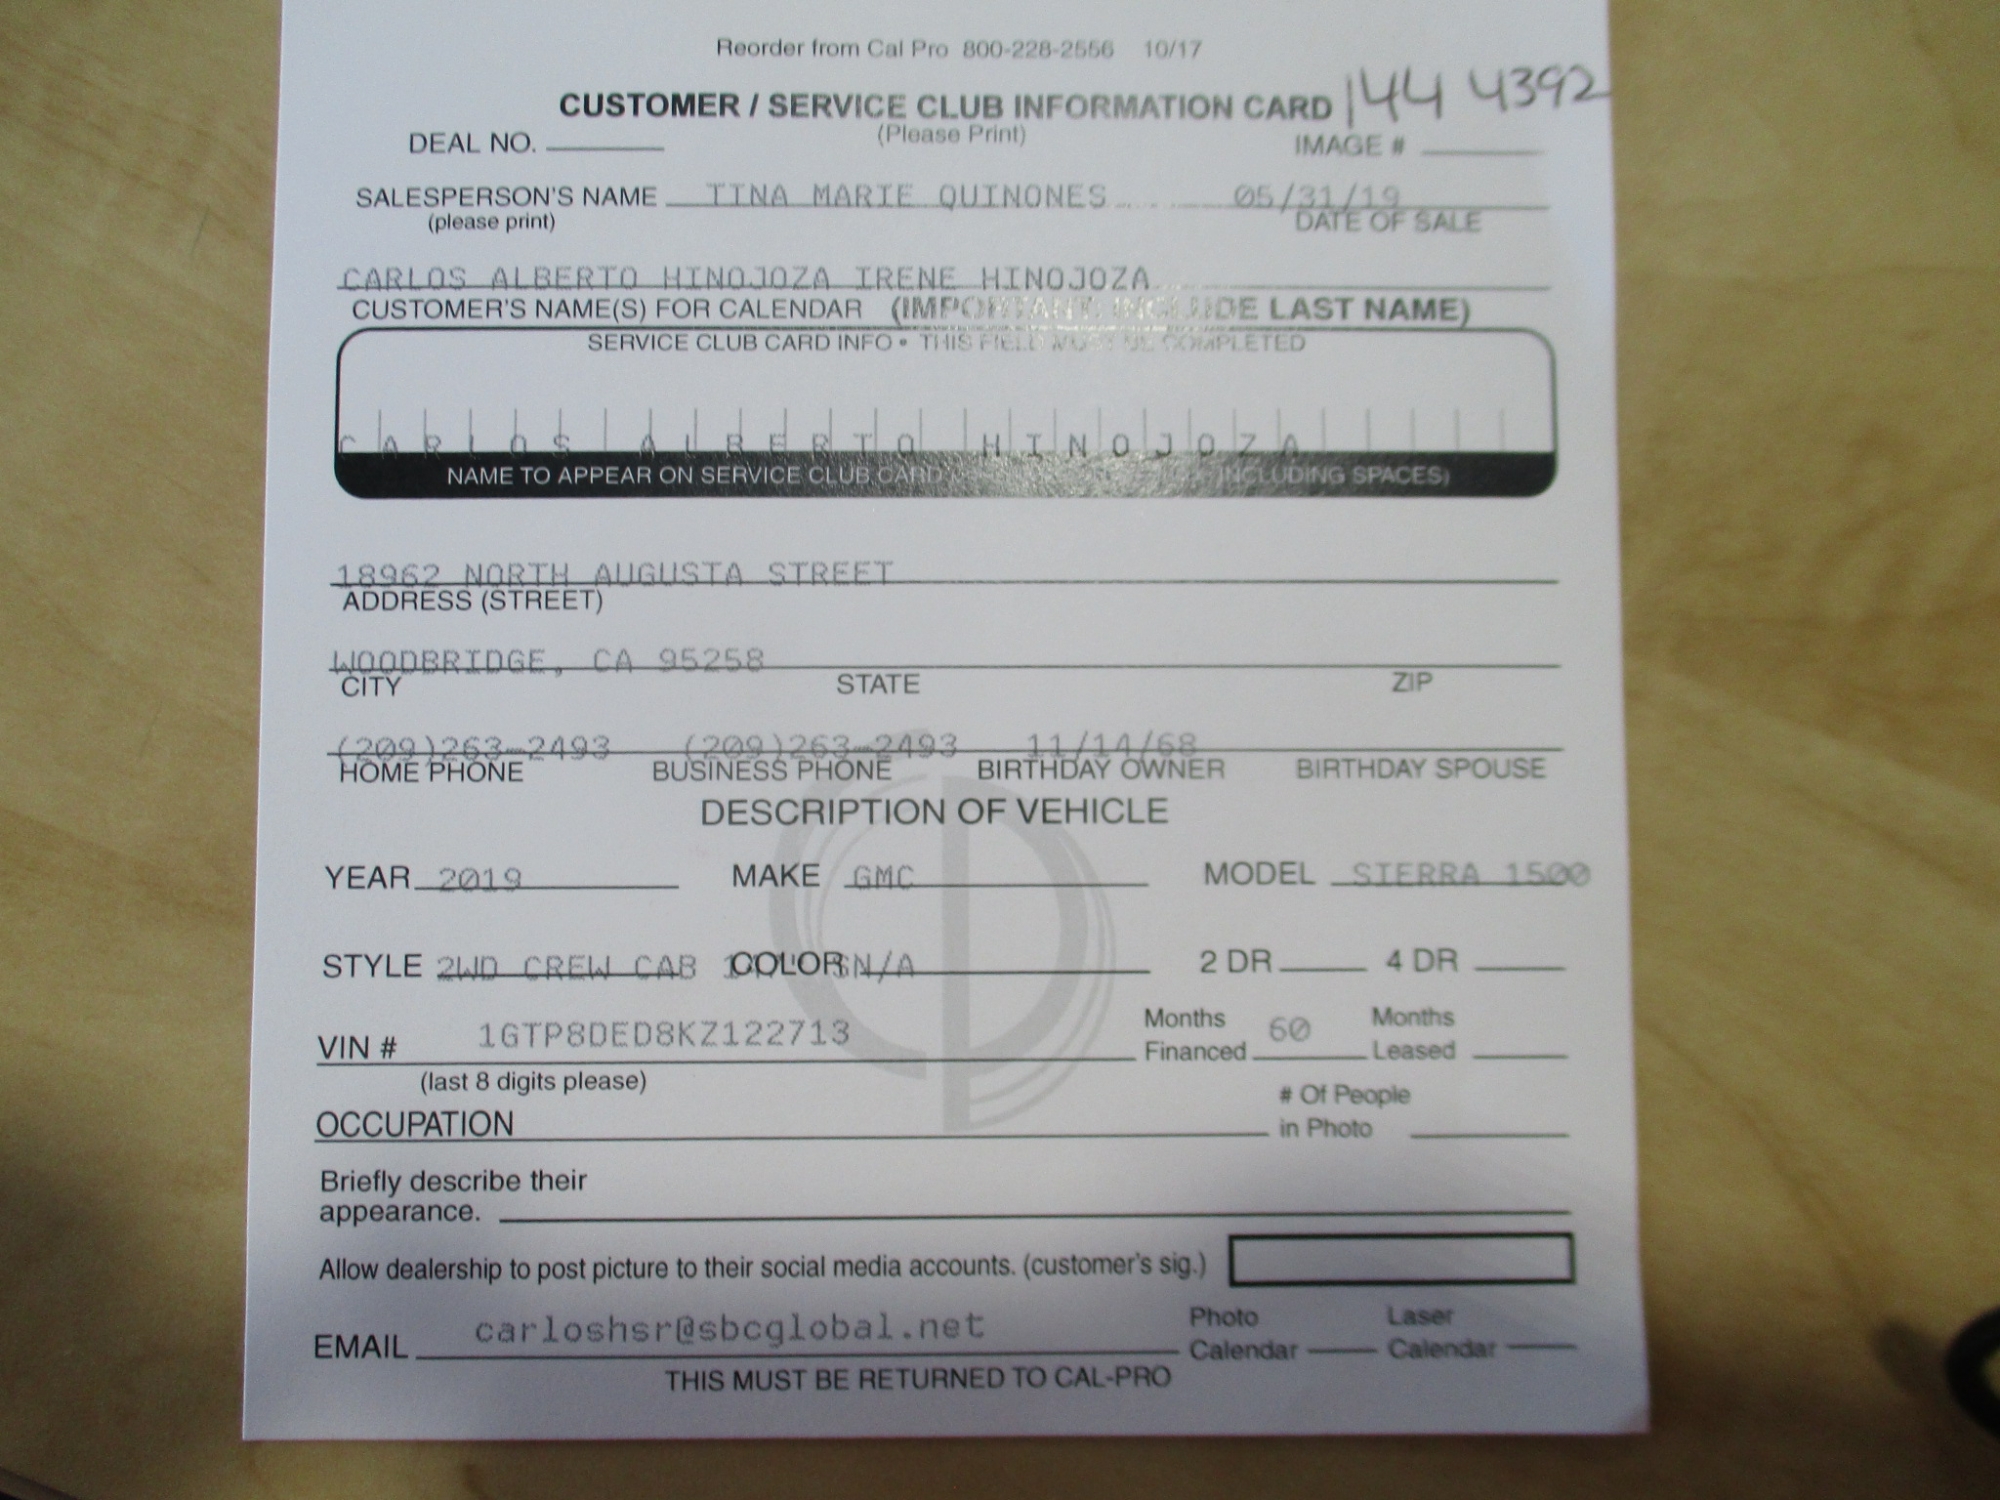 Reorder from Cal Pro 800-228-2556 10/17
CUSTOMER / SERVICE CLUB INFORMATION CARD 144 4392
(Please Print)
DEAL NO. IMAGE #
SALESPERSON'S NAME TINA MARIE QUINONES 05/31/19
(please print) DATE OF SALE
CARLOS ALBERTO HINOJOZA IRENE HINOJOZA
CUSTOMER'S NAME(S) FOR CALENDAR (IMPORTANT: INCLUDE LAST NAME)
SERVICE CLUB CARD INFO • THIS FIELD MUST BE COMPLETED
CARLOS ALBERTO HINOJOZA
NAME TO APPEAR ON SERVICE CLUB CARD INCLUDING SPACES)
18962 NORTH AUGUSTA STREET
ADDRESS (STREET)
WOODBRIDGE, CA 95258
CITY STATE ZIP
(209)263-2493 (209)263-2493 11/14/68
HOME PHONE BUSINESS PHONE BIRTHDAY OWNER BIRTHDAY SPOUSE
DESCRIPTION OF VEHICLE
YEAR 2019 MAKE GMC MODEL SIERRA 1500
STYLE 2WD CREW CAB COLOR N/A 2 DR 4 DR
VIN # 1GTP8DED8KZ122713 Months Financed 60 Months Leased
(last 8 digits please)
OCCUPATION # Of People in Photo
Briefly describe their
appearance.
Allow dealership to post picture to their social media accounts. (customer's sig.)
EMAIL carloshsr@sbcglobal.net Photo Calendar Laser Calendar
THIS MUST BE RETURNED TO CAL-PRO